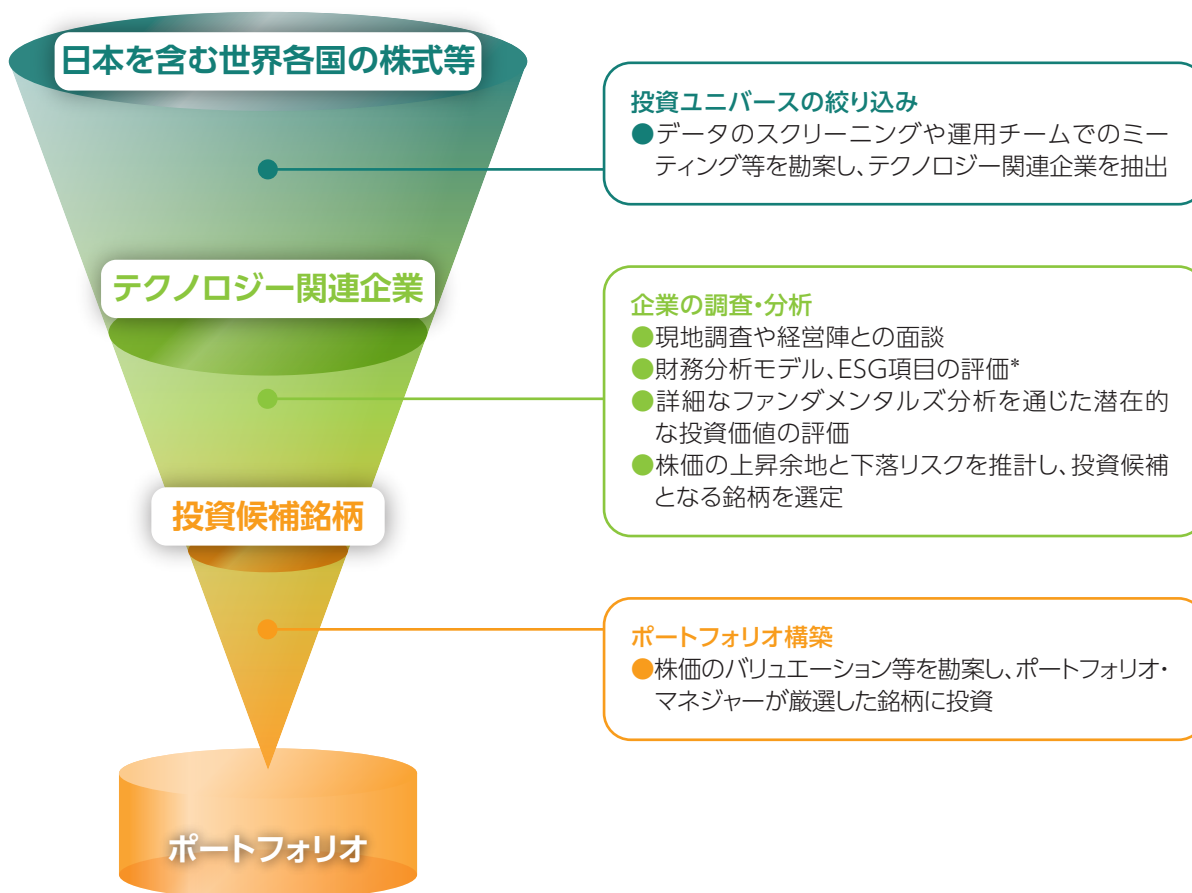 日本を含む世界各国の株式等
投資ユニバースの絞り込み
●データのスクリーニングや運用チームでのミー
ティング等を勘案し、テクノロジー関連企業を抽出
テクノロジー関連企業
企業の調査・分析
●現地調査や経営陣との面談
●財務分析モデル、ESG項目の評価*
●詳細なファンダメンタルズ分析を通じた潜在的
な投資価値の評価
●株価の上昇余地と下落リスクを推計し、投資候補
となる銘柄を選定
投資候補銘柄
ポートフォリオ構築
●株価のバリュエーション等を勘案し、ポートフォリオ・
マネジャーが厳選した銘柄に投資
ポートフォリオ